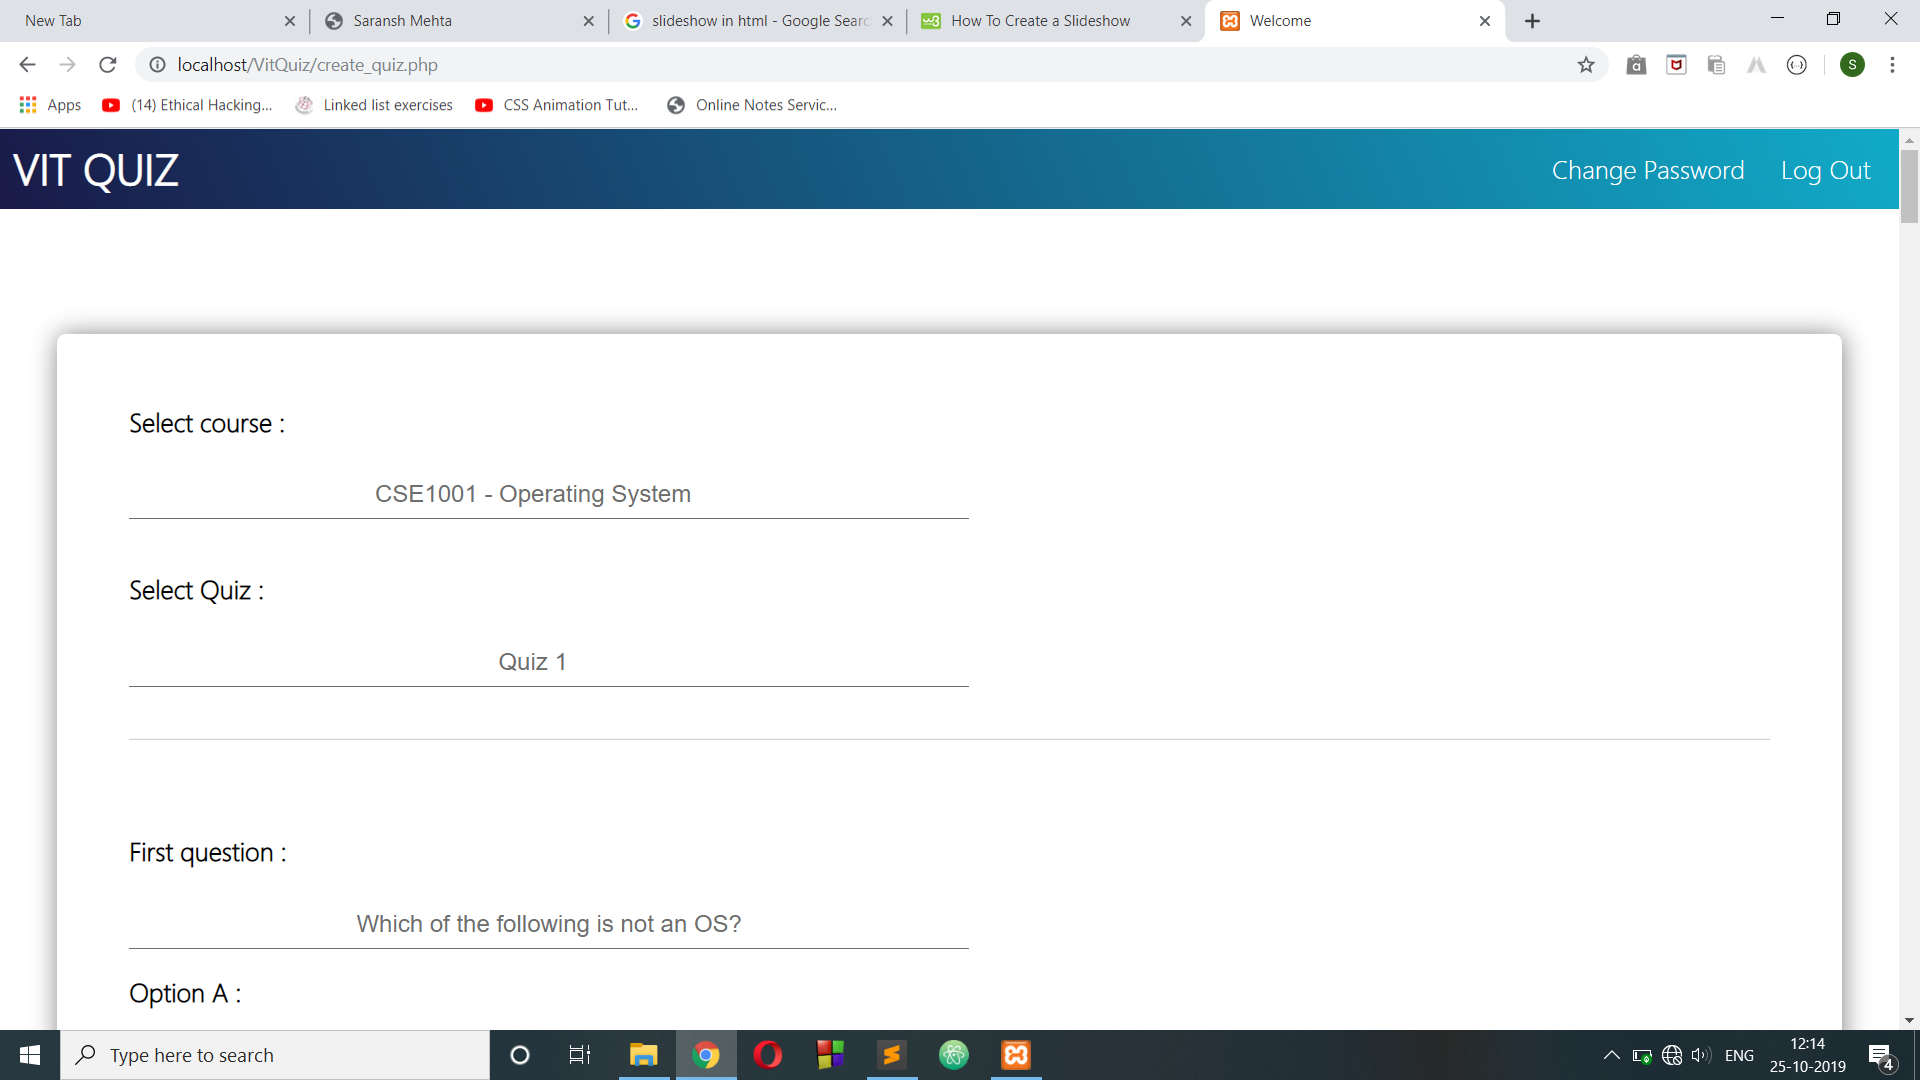 New Tab
Saransh Mehta
slideshow in html - Google Searc
How To Create a Slideshow
Welcome
localhost/VitQuiz/create_quiz.php
S
Apps
(14) Ethical Hacking...
Linked list exercises
CSS Animation Tut...
Online Notes Servic...
VIT QUIZ
Change Password
Log Out
Select course :
CSE1001 - Operating System
Select Quiz :
Quiz 1
First question :
Which of the following is not an OS?
Option A :
Type here to search
ENG
12:14
25-10-2019
4